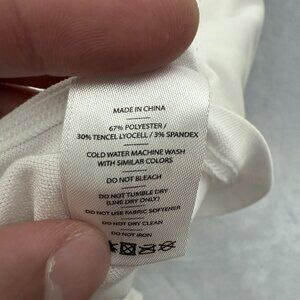 MADE IN CHINA
67% POLYESTER /
30% TENCEL LYOCELL / 3% SPANDEX
COLD WATER MACHINE WASH
WITH SIMILAR COLORS
DO NOT BLEACH
DO NOT TUMBLE DRY
(LINE DRY ONLY)
DO NOT USE FABRIC SOFTENER
DO NOT DRY CLEAN
DO NOT IRON